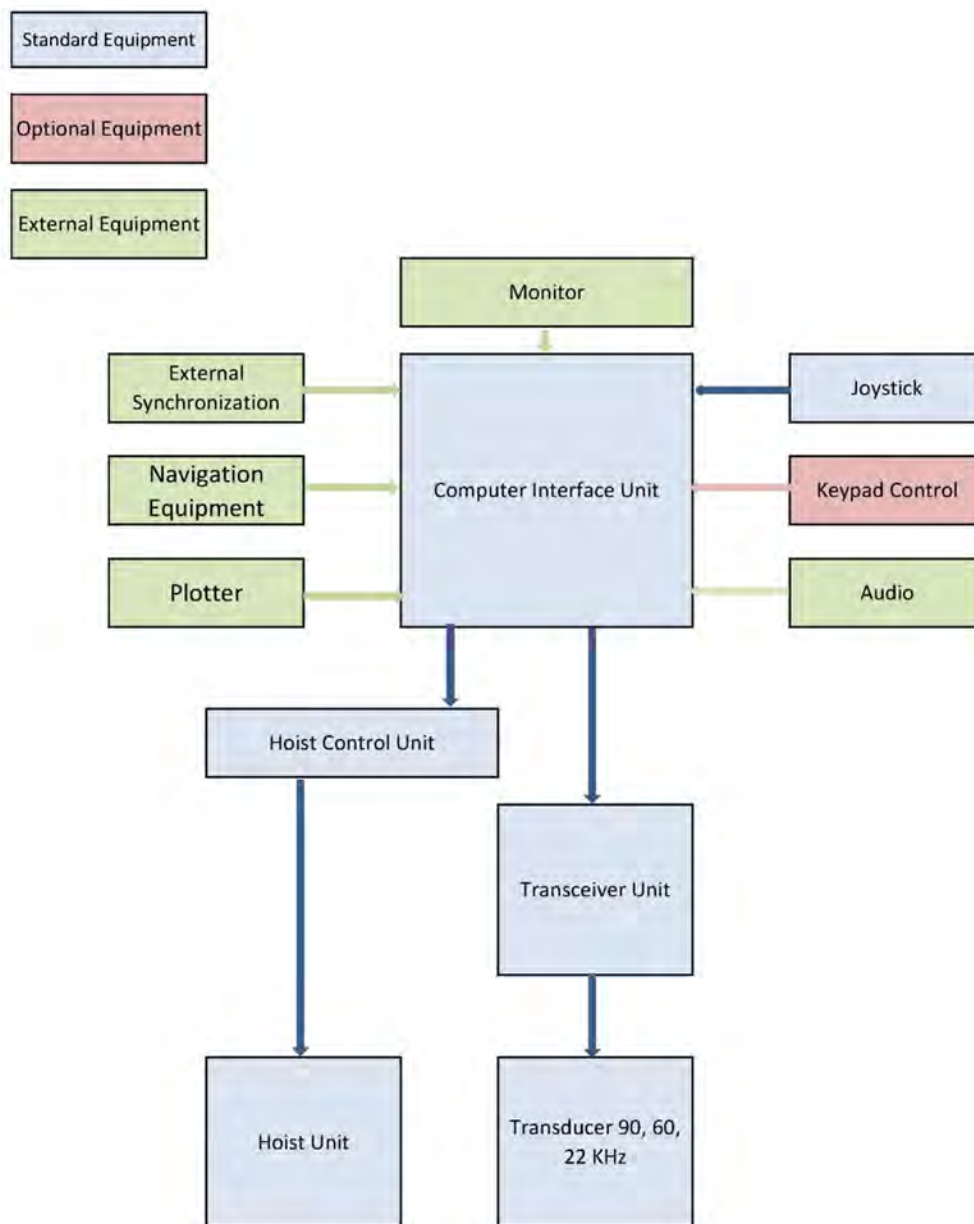 Standard Equipment
Optional Equipment
External Equipment
Monitor
External
Synchronization
Joystick
Navigation
Equipment
Computer Interface Unit
Keypad Control
Plotter
Audio
Hoist Control Unit
Transceiver Unit
Hoist Unit
Transducer 90, 60,
22 KHz